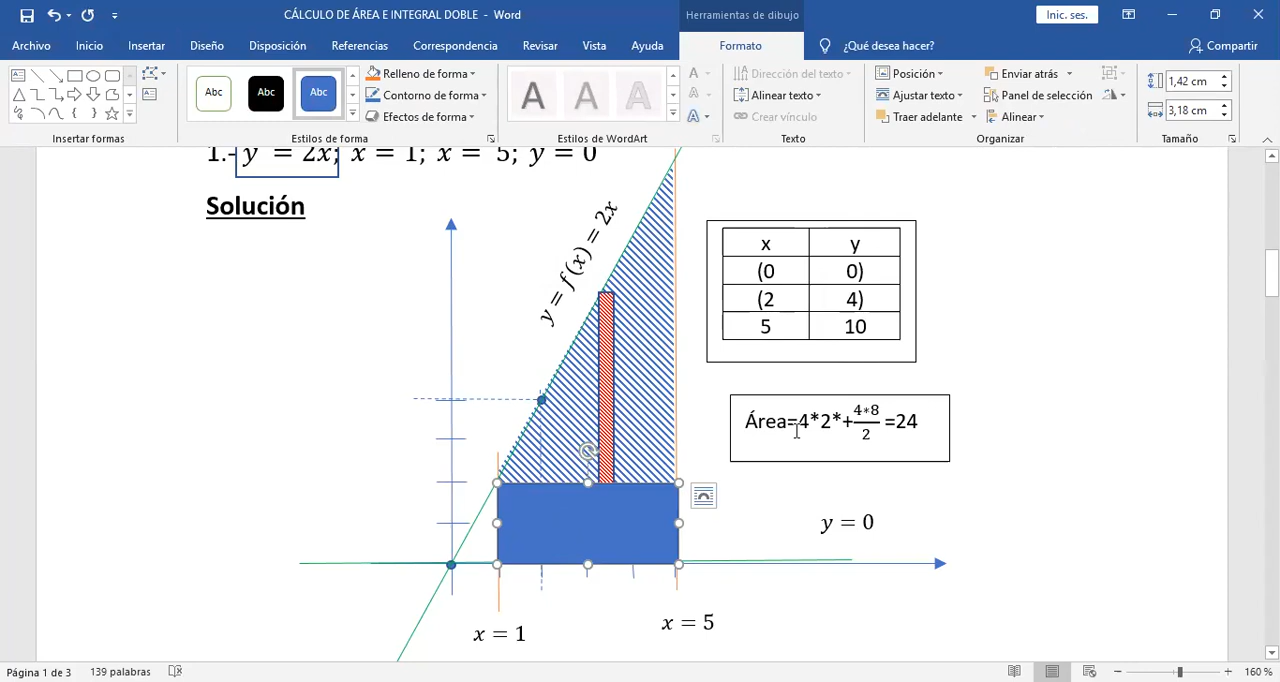 CÁLCULO DE ÁREA E INTEGRAL DOBLE - Word
Herramientas de dibujo
Inic. ses.
Archivo Inicio Insertar Diseño Disposición Referencias Correspondencia Revisar Vista Ayuda Formato ¿Qué desea hacer? Compartir
Abc Abc Abc
Relleno de forma
Contorno de forma
Efectos de forma
A A A
Dirección del texto
Alinear texto
Crear vínculo
Posición
Ajustar texto
Traer adelante
Enviar atrás
Panel de selección
Alinear
1,42 cm
3,18 cm
Insertar formas Estilos de forma Estilos de WordArt Texto Organizar Tamaño
1.- y = 2x; x = 1; x = 5; y = 0
Solución
y = f(x) = 2x
x y
(0 0)
(2 4)
5 10
Área=4*2*+4*8/2 =24
y = 0
x = 1
x = 5
Página 1 de 3 139 palabras 160 %